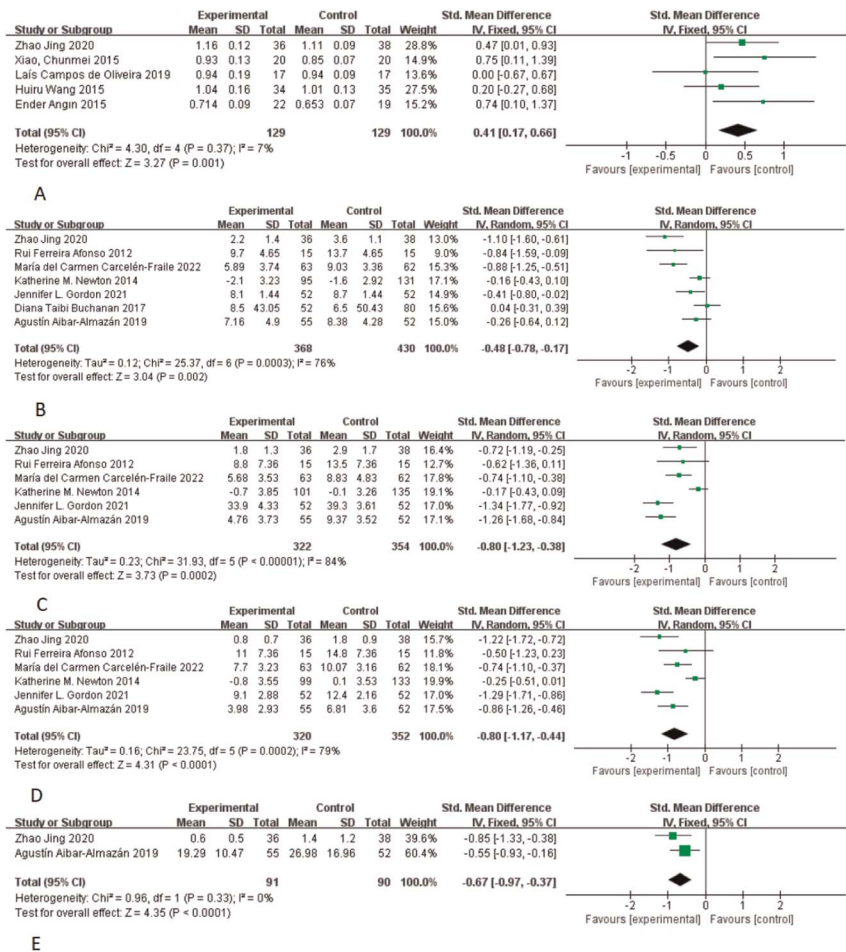 Experimental Control Std. Mean Difference Std. Mean Difference
Study or Subgroup Mean SD Total Mean SD Total Weight IV, Fixed, 95% CI IV, Fixed, 95% CI
Zhao Jing 2020 1.16 0.12 36 1.11 0.09 38 28.8% 0.47 [0.01, 0.93]
Xiao, Chunmei 2015 0.93 0.13 20 0.85 0.07 20 14.9% 0.75 [0.11, 1.39]
Laís Campos de Oliveira 2019 0.94 0.19 17 0.94 0.09 17 13.6% 0.00 [-0.67, 0.67]
Huiru Wang 2015 1.04 0.16 34 1.01 0.13 35 27.5% 0.20 [-0.27, 0.68]
Ender Angın 2015 0.714 0.09 22 0.653 0.07 19 15.2% 0.74 [0.10, 1.37]
Total (95% CI) 129 129 100.0% 0.41 [0.17, 0.66]
Heterogeneity: Chi² = 4.30, df = 4 (P = 0.37); I² = 7%
Test for overall effect: Z = 3.27 (P = 0.001)
-1 -0.5 0 0.5 1
Favours [experimental] Favours [control]
A
Experimental Control Std. Mean Difference Std. Mean Difference
Study or Subgroup Mean SD Total Mean SD Total Weight IV, Random, 95% CI IV, Random, 95% CI
Zhao Jing 2020 2.2 1.4 36 3.6 1.1 38 13.0% -1.10 [-1.60, -0.61]
Rui Ferreira Afonso 2012 9.7 4.65 15 13.7 4.65 15 9.0% -0.84 [-1.59, -0.09]
María del Carmen Carcelén-Fraile 2022 5.89 3.74 63 9.03 3.36 62 15.3% -0.88 [-1.25, -0.51]
Katherine M. Newton 2014 -2.1 3.23 95 -1.6 2.92 131 17.1% -0.16 [-0.43, 0.10]
Jennifer L. Gordon 2021 8.1 1.44 52 8.7 1.44 52 14.9% -0.41 [-0.80, -0.02]
Diana Taibi Buchanan 2017 8.5 43.05 52 6.5 50.43 80 15.6% 0.04 [-0.31, 0.39]
Agustín Aibar-Almazán 2019 7.16 4.9 55 8.38 4.28 52 15.0% -0.26 [-0.64, 0.12]
Total (95% CI) 368 430 100.0% -0.48 [-0.78, -0.17]
Heterogeneity: Tau² = 0.12; Chi² = 25.37, df = 6 (P = 0.0003); I² = 76%
Test for overall effect: Z = 3.04 (P = 0.002)
-2 -1 0 1 2
Favours [experimental] Favours [control]
B
Experimental Control Std. Mean Difference Std. Mean Difference
Study or Subgroup Mean SD Total Mean SD Total Weight IV, Random, 95% CI IV, Random, 95% CI
Zhao Jing 2020 1.8 1.3 36 2.9 1.7 38 16.4% -0.72 [-1.19, -0.25]
Rui Ferreira Afonso 2012 8.8 7.36 15 13.5 7.36 15 12.7% -0.62 [-1.36, 0.11]
María del Carmen Carcelén-Fraile 2022 5.68 3.53 63 8.83 4.83 62 17.8% -0.74 [-1.10, -0.38]
Katherine M. Newton 2014 -0.7 3.85 101 -0.1 3.26 135 19.0% -0.17 [-0.43, 0.09]
Jennifer L. Gordon 2021 33.9 4.33 52 39.3 3.61 52 17.0% -1.34 [-1.77, -0.92]
Agustín Aibar-Almazán 2019 4.76 3.73 55 9.37 3.52 52 17.1% -1.26 [-1.68, -0.84]
Total (95% CI) 322 354 100.0% -0.80 [-1.23, -0.38]
Heterogeneity: Tau² = 0.23; Chi² = 31.93, df = 5 (P < 0.00001); I² = 84%
Test for overall effect: Z = 3.73 (P = 0.0002)
-2 -1 0 1 2
Favours [experimental] Favours [control]
C
Experimental Control Std. Mean Difference Std. Mean Difference
Study or Subgroup Mean SD Total Mean SD Total Weight IV, Random, 95% CI IV, Random, 95% CI
Zhao Jing 2020 0.8 0.7 36 1.8 0.9 38 15.7% -1.22 [-1.72, -0.72]
Rui Ferreira Afonso 2012 11 7.36 15 14.8 7.36 15 11.8% -0.50 [-1.23, 0.23]
María del Carmen Carcelén-Fraile 2022 7.7 3.23 63 10.07 3.16 62 18.1% -0.74 [-1.10, -0.37]
Katherine M. Newton 2014 -0.8 3.55 99 0.1 3.53 133 19.9% -0.25 [-0.51, 0.01]
Jennifer L. Gordon 2021 9.1 2.88 52 12.4 2.16 52 17.0% -1.29 [-1.71, -0.86]
Agustín Aibar-Almazán 2019 3.98 2.93 55 6.81 3.6 52 17.5% -0.86 [-1.26, -0.46]
Total (95% CI) 320 352 100.0% -0.80 [-1.17, -0.44]
Heterogeneity: Tau² = 0.16; Chi² = 23.75, df = 5 (P = 0.0002); I² = 79%
Test for overall effect: Z = 4.31 (P < 0.0001)
-2 -1 0 1 2
Favours [experimental] Favours [control]
D
Experimental Control Std. Mean Difference Std. Mean Difference
Study or Subgroup Mean SD Total Mean SD Total Weight IV, Fixed, 95% CI IV, Fixed, 95% CI
Zhao Jing 2020 0.6 0.5 36 1.4 1.2 38 39.6% -0.85 [-1.33, -0.38]
Agustín Aibar-Almazán 2019 19.29 10.47 55 26.98 16.96 52 60.4% -0.55 [-0.93, -0.16]
Total (95% CI) 91 90 100.0% -0.67 [-0.97, -0.37]
Heterogeneity: Chi² = 0.96, df = 1 (P = 0.33); I² = 0%
Test for overall effect: Z = 4.35 (P < 0.0001)
-2 -1 0 1 2
Favours [experimental] Favours [control]
E